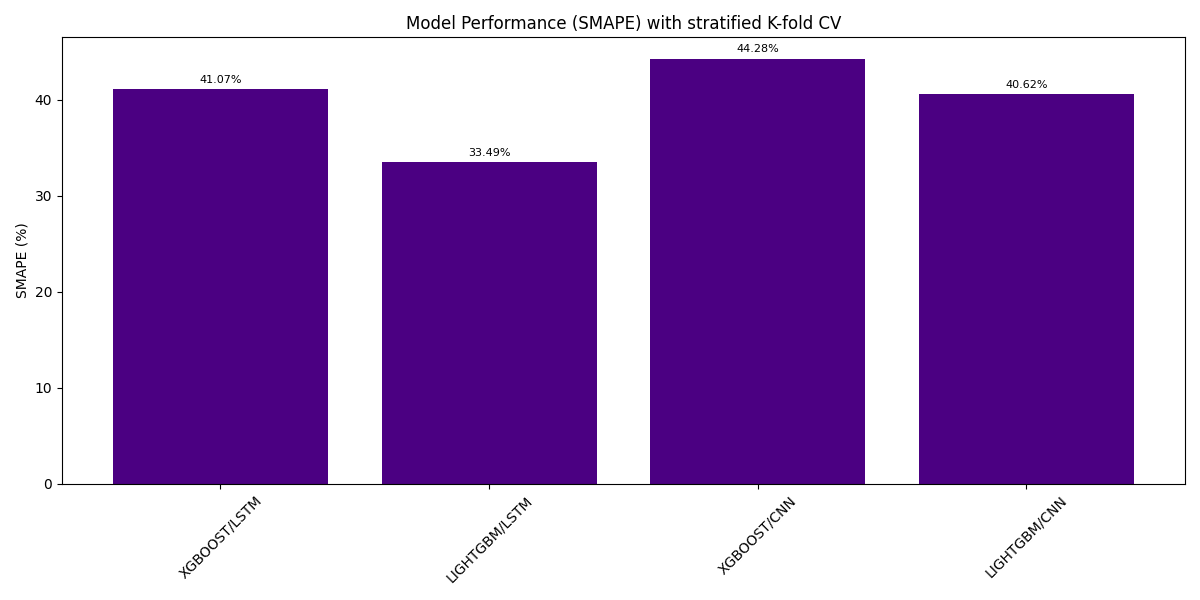 Model Performance (SMAPE) with stratified K-fold CV
44.28%
41.07%
40.62%
33.49%
40
30
20
10
0
SMAPE (%)
XGBOOST/LSTM
LIGHTGBM/LSTM
XGBOOST/CNN
LIGHTGBM/CNN